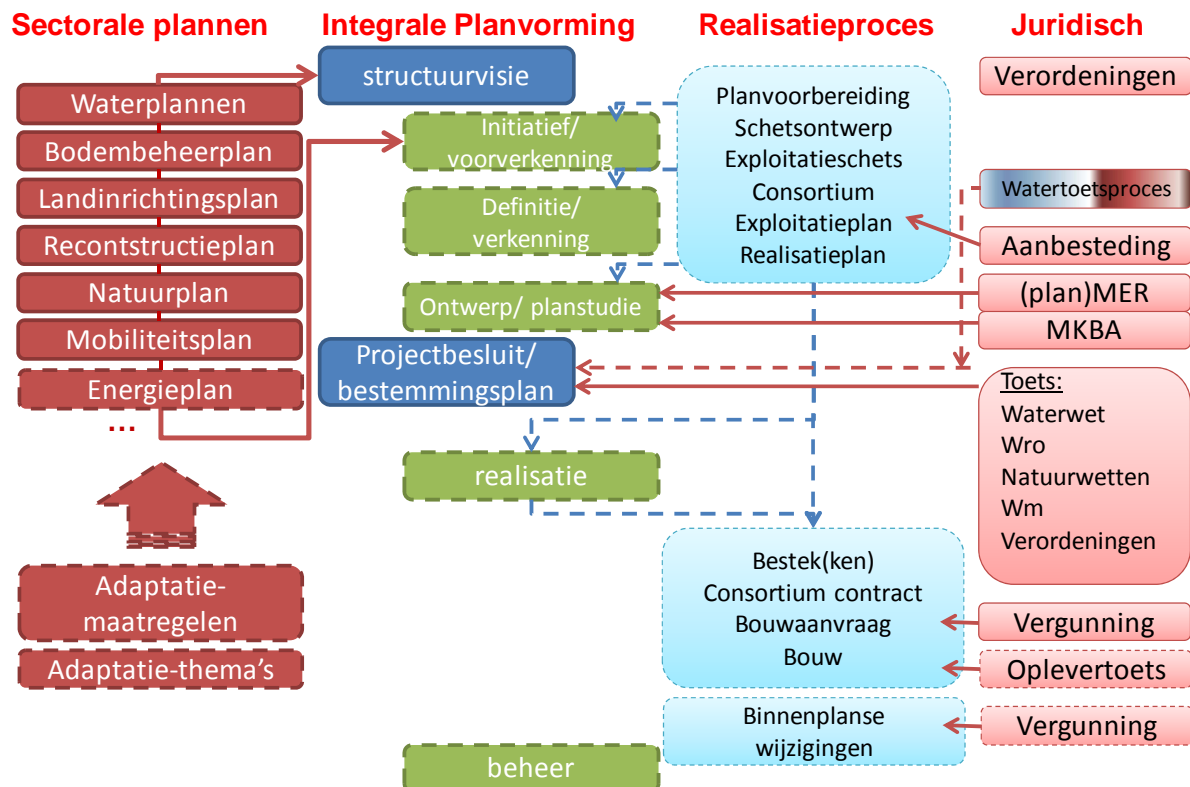 Sectorale plannen
Waterplannen
Bodembeheerplan
Landinrichtingsplan
Recontstructieplan
Natuurplan
Mobiliteitsplan
Energieplan
...
Adaptatie-
maatregelen
Adaptatie-thema's
Integrale Planvorming
structuurvisie
Initiatief/
voorverkenning
Definitie/
verkenning
Ontwerp/ planstudie
Projectbesluit/
bestemmingsplan
realisatie
beheer
Realisatieproces
Planvoorbereiding
Schetsontwerp
Exploitatieschets
Consortium
Exploitatieplan
Realisatieplan
Bestek(ken)
Consortium contract
Bouwaanvraag
Bouw
Binnenplanse
wijzigingen
Juridisch
Verordeningen
Watertoetsproces
Aanbesteding
(plan)MER
MKBA
Toets:
Waterwet
Wro
Natuurwetten
Wm
Verordeningen
Vergunning
Oplevertoets
Vergunning